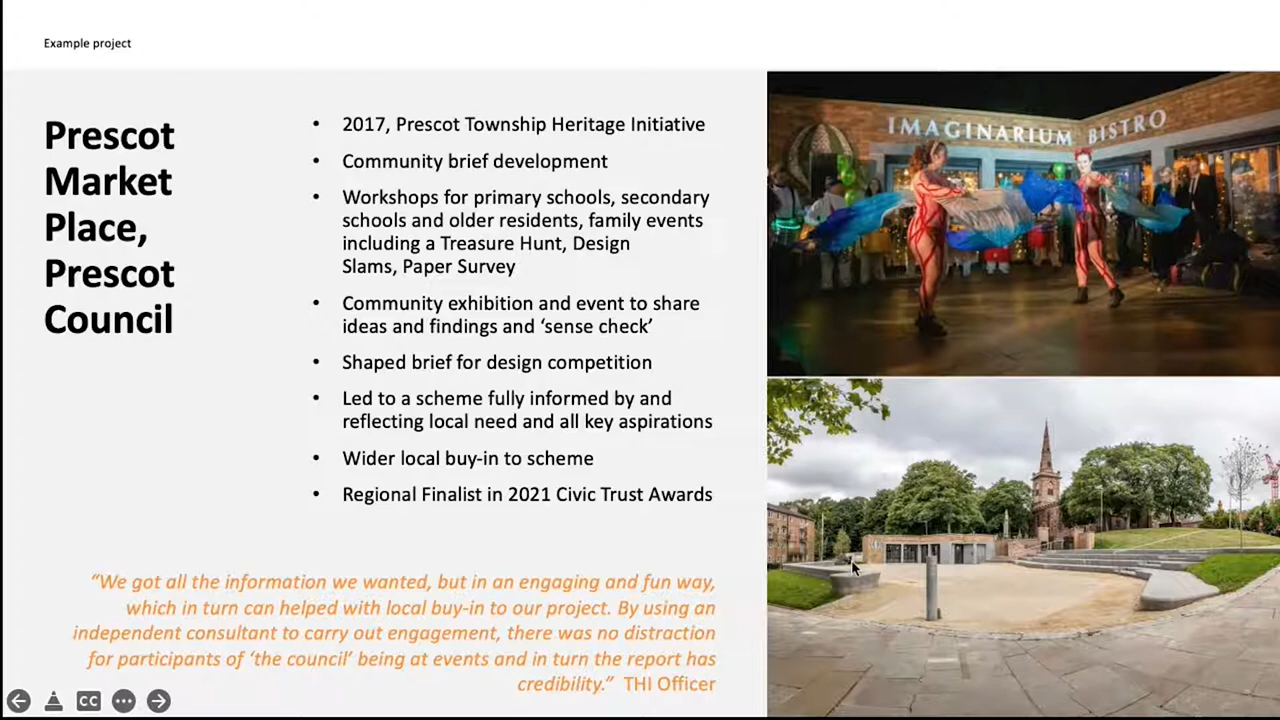 Example project
Prescot
Market
Place,
Prescot
Council
• 2017, Prescot Township Heritage Initiative
• Community brief development
• Workshops for primary schools, secondary
schools and older residents, family events
including a Treasure Hunt, Design
Slams, Paper Survey
• Community exhibition and event to share
ideas and findings and ‘sense check’
• Shaped brief for design competition
• Led to a scheme fully informed by and
reflecting local need and all key aspirations
• Wider local buy-in to scheme
• Regional Finalist in 2021 Civic Trust Awards
“We got all the information we wanted, but in an engaging and fun way,
which in turn can helped with local buy-in to our project. By using an
independent consultant to carry out engagement, there was no distraction
for participants of ‘the council’ being at events and in turn the report has
credibility.” THI Officer
IMAGINARIUM BISTRO
CC